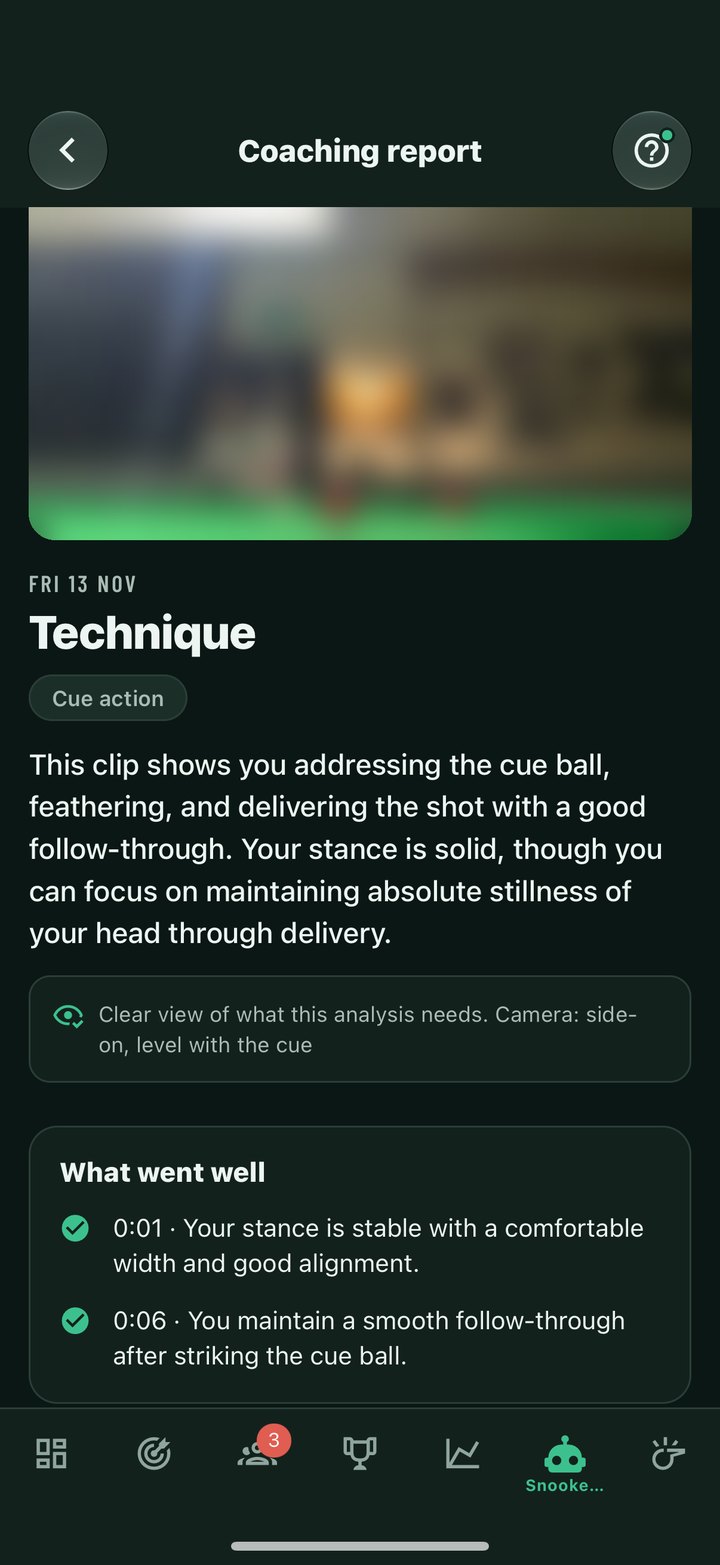 Coaching report
FRI 13 NOV
Technique
Cue action
This clip shows you addressing the cue ball,
feathering, and delivering the shot with a good
follow-through. Your stance is solid, though you
can focus on maintaining absolute stillness of
your head through delivery.
Clear view of what this analysis needs. Camera: side-
on, level with the cue
What went well
0:01 · Your stance is stable with a comfortable
width and good alignment.
0:06 · You maintain a smooth follow-through
after striking the cue ball.
3
Snooke...